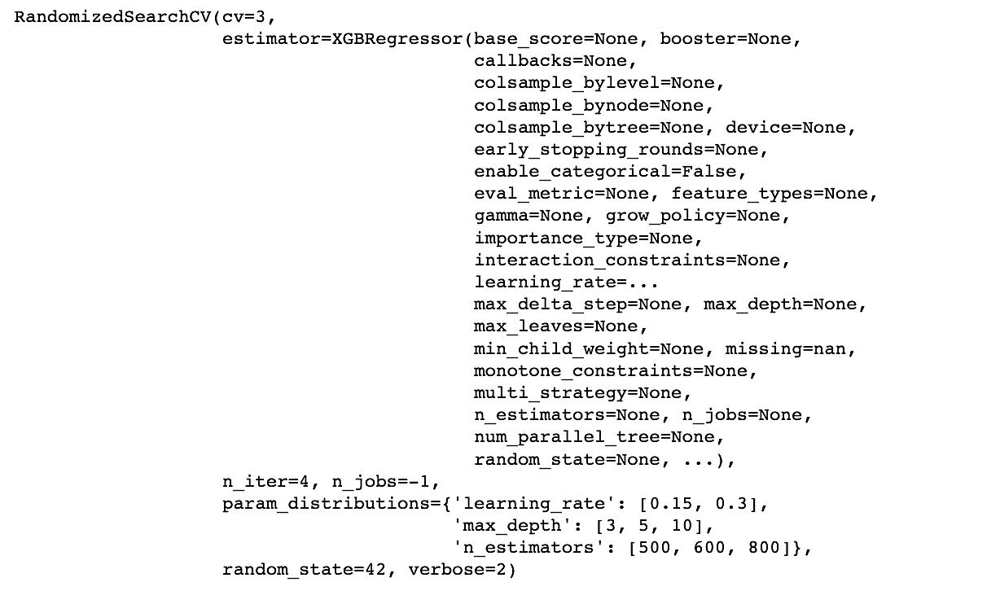 RandomizedSearchCV(cv=3,
estimator=XGBRegressor(base_score=None, booster=None,
callbacks=None,
colsample_bylevel=None,
colsample_bynode=None,
colsample_bytree=None, device=None,
early_stopping_rounds=None,
enable_categorical=False,
eval_metric=None, feature_types=None,
gamma=None, grow_policy=None,
importance_type=None,
interaction_constraints=None,
learning_rate=...
max_delta_step=None, max_depth=None,
max_leaves=None,
min_child_weight=None, missing=nan,
monotone_constraints=None,
multi_strategy=None,
n_estimators=None, n_jobs=None,
num_parallel_tree=None,
random_state=None, ...),
n_iter=4, n_jobs=-1,
param_distributions={'learning_rate': [0.15, 0.3],
'max_depth': [3, 5, 10],
'n_estimators': [500, 600, 800]},
random_state=42, verbose=2)